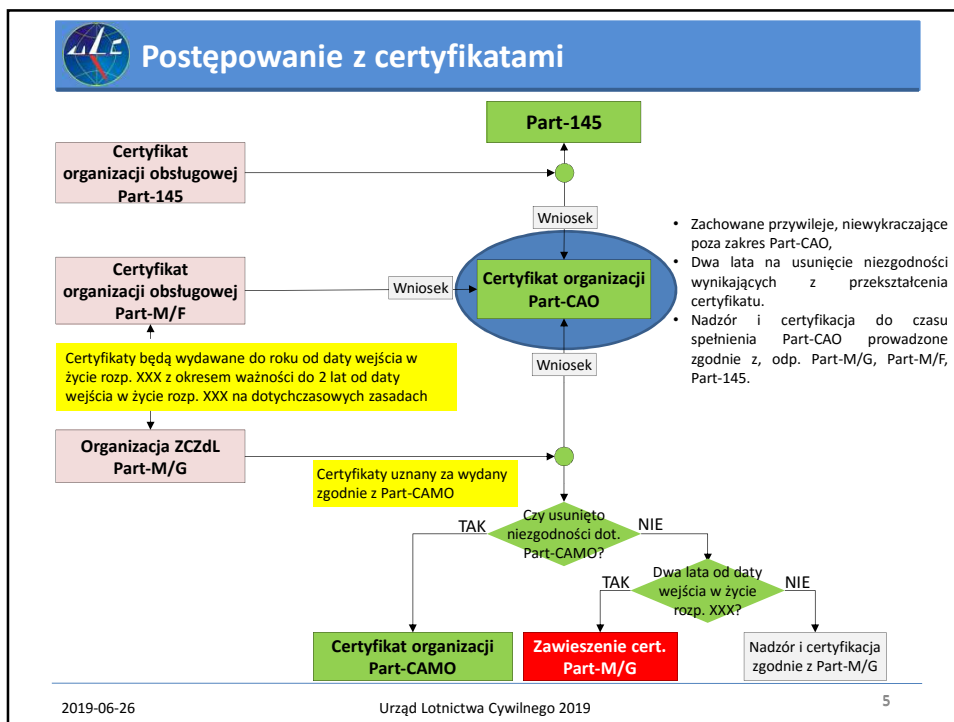 ULC
Postępowanie z certyfikatami
Part-145
Certyfikat
organizacji obsługowej
Part-145
Wniosek
Certyfikat
organizacji obsługowej
Part-M/F
Wniosek
Certyfikat organizacji
Part-CAO
• Zachowane przywileje, niewykraczające
poza zakres Part-CAO,
• Dwa lata na usunięcie niezgodności
wynikających z przekształcenia
certyfikatu.
• Nadzór i certyfikacja do czasu
spełnienia Part-CAO prowadzone
zgodnie z, odp. Part-M/G, Part-M/F,
Part-145.
Certyfikaty będą wydawane do roku od daty wejścia w
życie rozp. XXX z okresem ważności do 2 lat od daty
wejścia w życie rozp. XXX na dotychczasowych zasadach
Wniosek
Organizacja ZCZdL
Part-M/G
Certyfikaty uznany za wydany
zgodnie z Part-CAMO
TAK
Czy usunięto
niezgodności dot.
Part-CAMO?
NIE
TAK
Dwa lata od daty
wejścia w życie
rozp. XXX?
NIE
Certyfikat organizacji
Part-CAMO
Zawieszenie cert.
Part-M/G
Nadzór i certyfikacja
zgodnie z Part-M/G
2019-06-26
Urząd Lotnictwa Cywilnego 2019
5